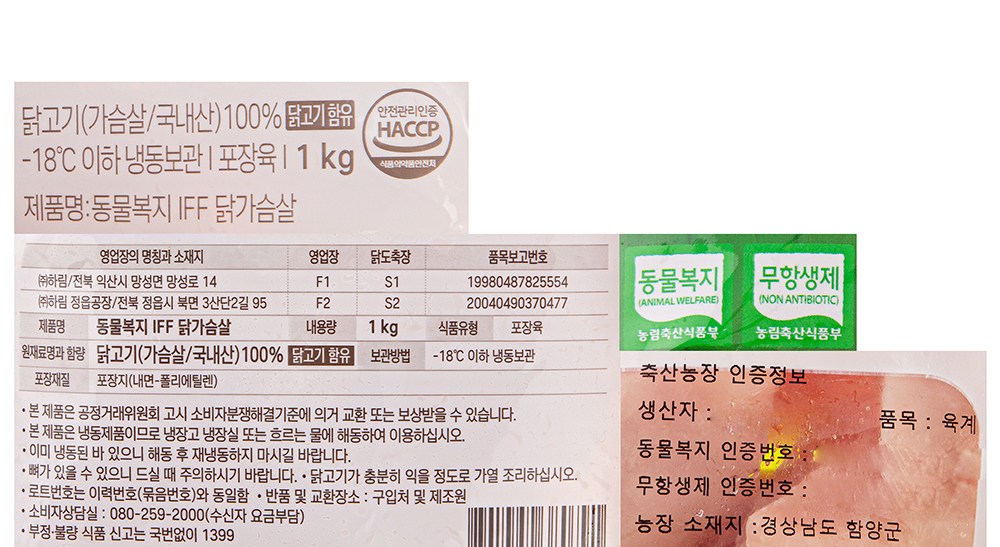 닭고기(가슴살/국내산)100% 닭고기 함유
-18℃ 이하 냉동보관 | 포장육 | 1 kg
안전관리인증
HACCP
식품의약품안전처
제품명:동물복지 IFF 닭가슴살
영업장의 명칭과 소재지 영업장 닭도축장 품목보고번호
㈜하림/전북 익산시 망성면 망성로 14 F1 S1 19980487825554
㈜하림 정읍공장/전북 정읍시 북면 3산단2길 95 F2 S2 20040490370477
제품명 동물복지 IFF 닭가슴살 내용량 1 kg 식품유형 포장육
원재료명과 함량 닭고기(가슴살/국내산)100% 닭고기 함유 보관방법 -18℃ 이하 냉동보관
포장재질 포장지(내면-폴리에틸렌)
• 본 제품은 공정거래위원회 고시 소비자분쟁해결기준에 의거 교환 또는 보상받을 수 있습니다.
• 본 제품은 냉동제품이므로 냉장고 냉장실 또는 흐르는 물에 해동하여 이용하십시오.
• 이미 냉동된 바 있으니 해동 후 재냉동하지 마시길 바랍니다.
• 뼈가 있을 수 있으니 드실 때 주의하시기 바랍니다. • 닭고기가 충분히 익을 정도로 가열 조리하십시오.
• 로트번호는 이력번호(묶음번호)와 동일함 • 반품 및 교환장소 : 구입처 및 제조원
• 소비자상담실 : 080-259-2000(수신자 요금부담)
• 부정·불량 식품 신고는 국번없이 1399
동물복지
(ANIMAL WELFARE)
농림축산식품부
무항생제
(NON ANTIBIOTIC)
농림축산식품부
축산농장 인증정보
생산자 : 품목 : 육계
동물복지 인증번호 :
무항생제 인증번호 :
농장 소재지 :경상남도 함양군